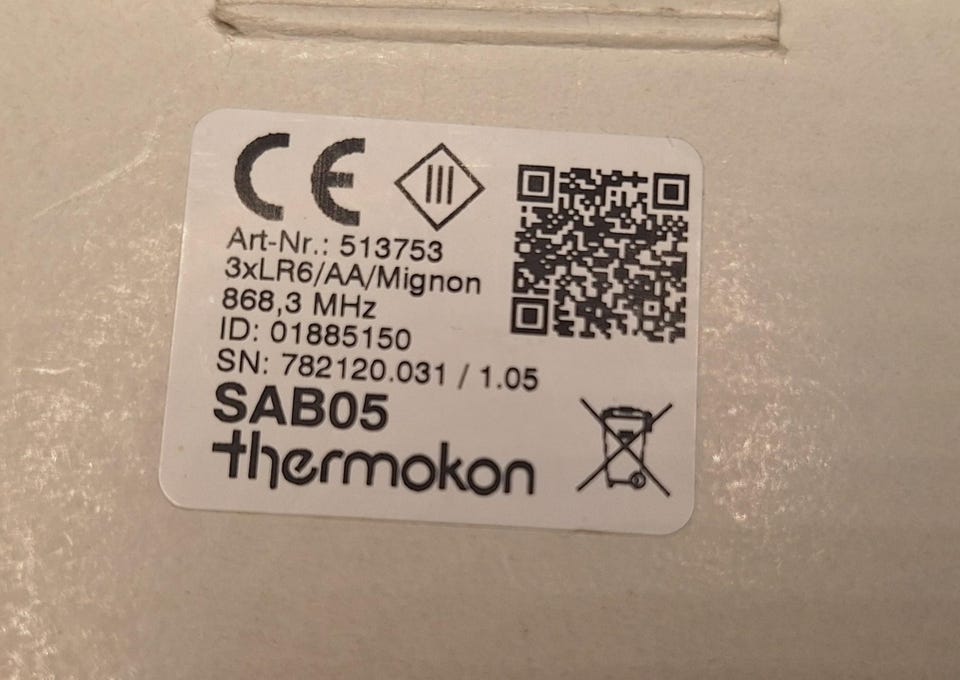 CE
III
Art-Nr.: 513753
3xLR6/AA/Mignon
868,3 MHz
ID: 01885150
SN: 782120.031 / 1.05
SAB05
thermokon